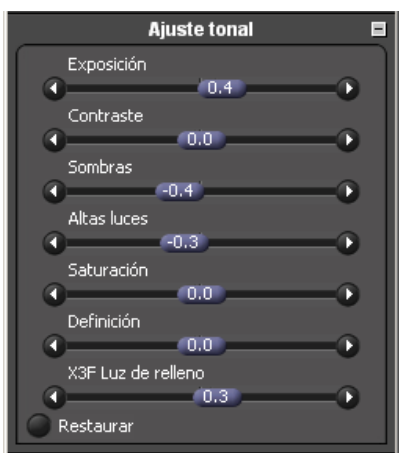 Ajuste tonal
Exposición
0.4
Contraste
0.0
Sombras
-0.4
Altas luces
-0.3
Saturación
0.0
Definición
0.0
X3F Luz de relleno
0.3
Restaurar